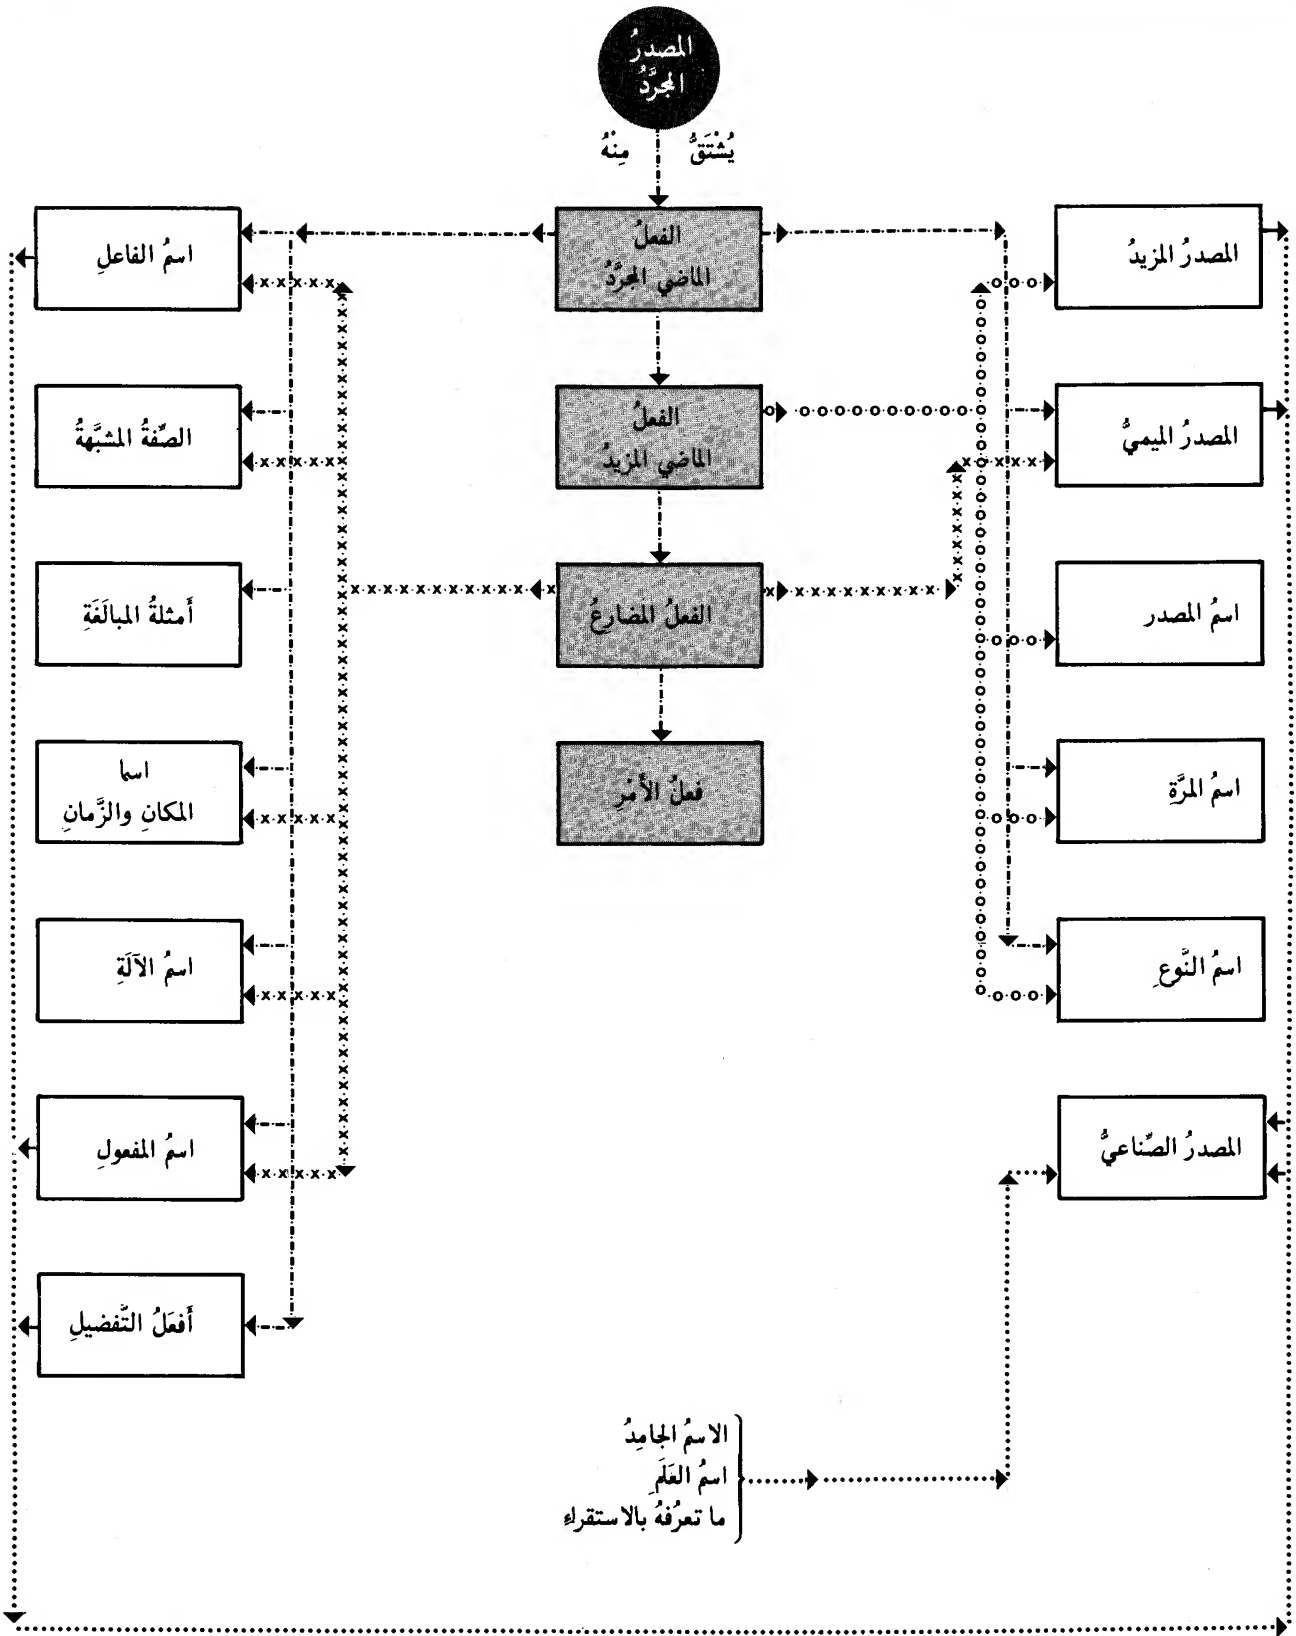 المصدرُ
المجرَّدُ
يُشْتَقُّ مِنْهُ
المصدرُ المزيدُ
الفعلُ
الماضي المجرَّدُ
اسمُ الفاعلِ
المصدرُ الميميُّ
الفعلُ
الماضي المزيدُ
الصِّفةُ المشبَّهةُ
اسمُ المصدر
الفعلُ المضارعُ
أَمثلةُ المبالَغَةِ
اسمُ المرَّةِ
فعلُ الأَمْرِ
اسما
المكانِ والزَّمانِ
اسمُ النَّوعِ
اسمُ الآلَةِ
المصدرُ الصِّناعيُّ
اسمُ المفعولِ
أَفعَلُ التَّفضيلِ
الاسمُ الجامِدُ
اسمُ العَلَمِ
ما تعرُفهُ بالاستقراءِ